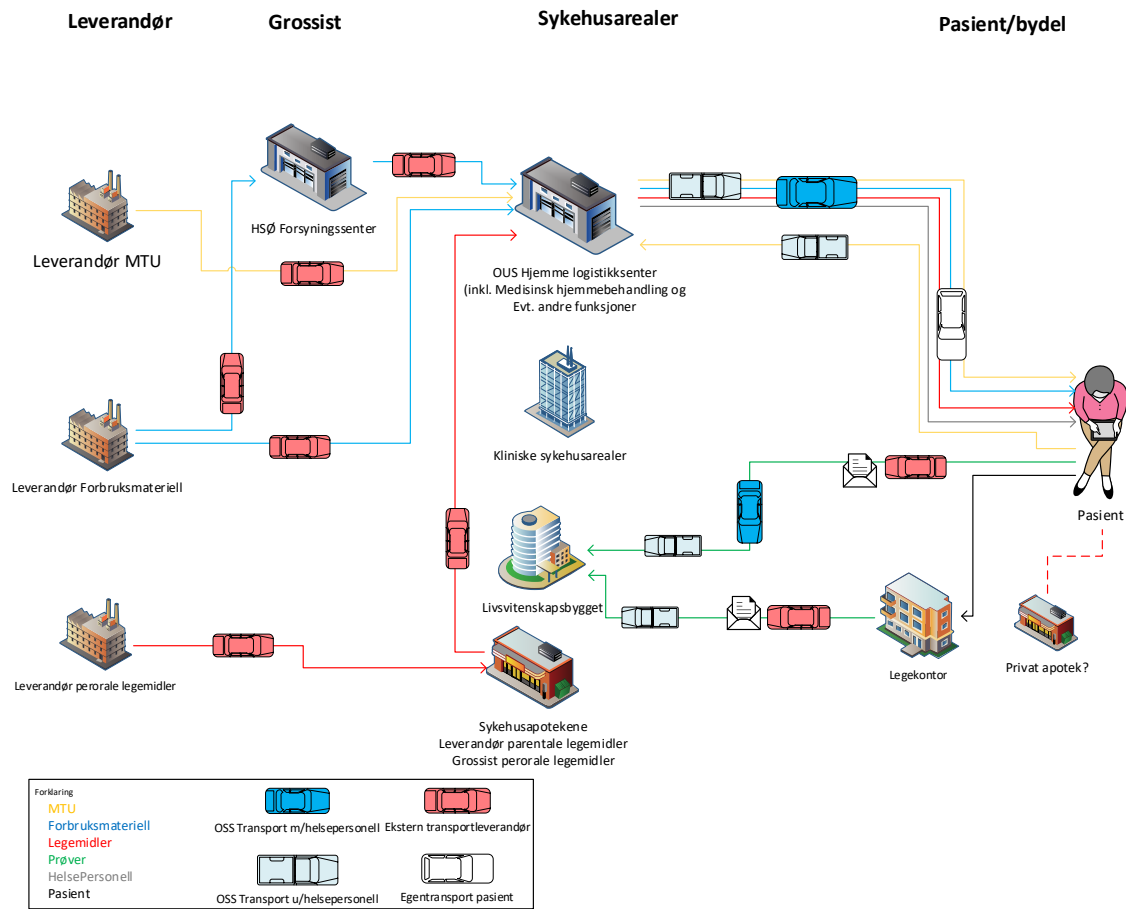 Leverandør
Grossist
Sykehusarealer
Pasient/bydel
HSØ Forsyningssenter
Leverandør MTU
OUS Hjemme logistikksenter
(inkl. Medisinsk hjemmebehandling og
Evt. andre funksjoner
Kliniske sykehusarealer
Leverandør Forbruksmateriell
Pasient
Livsvitenskapsbygget
Leverandør perorale legemidler
Legekontor
Privat apotek?
Sykehusapotekene
Leverandør parentale legemidler
Grossist perorale legemidler
Forklaring
MTU
Forbruksmateriell
Legemidler
Prøver
HelsePersonell
Pasient
OSS Transport m/helsepersonell
Ekstern transportleverandør
OSS Transport u/helsepersonell
Egentransport pasient